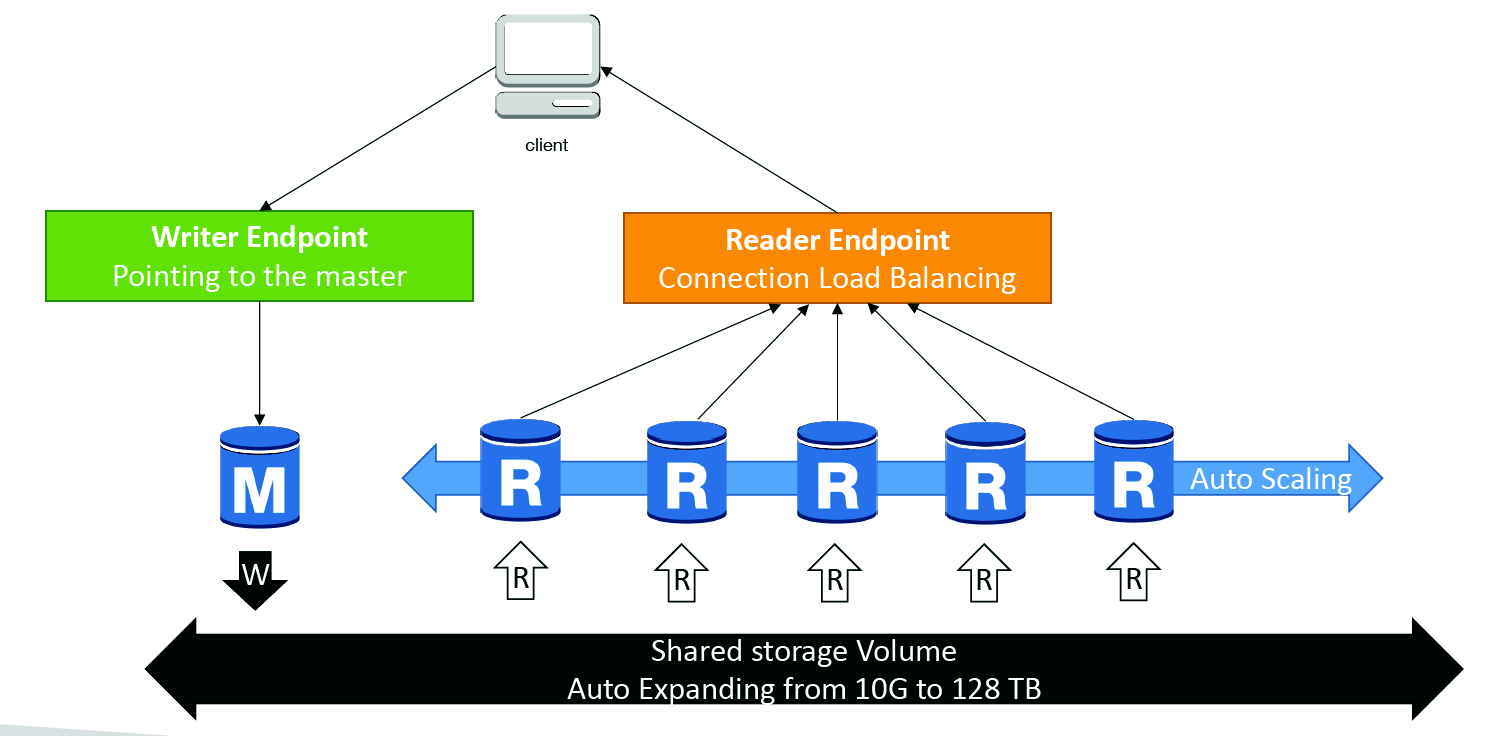 client
Writer Endpoint
Pointing to the master
Reader Endpoint
Connection Load Balancing
M
R
R
R
R
R
Auto Scaling
W
R
R
R
R
R
Shared storage Volume
Auto Expanding from 10G to 128 TB